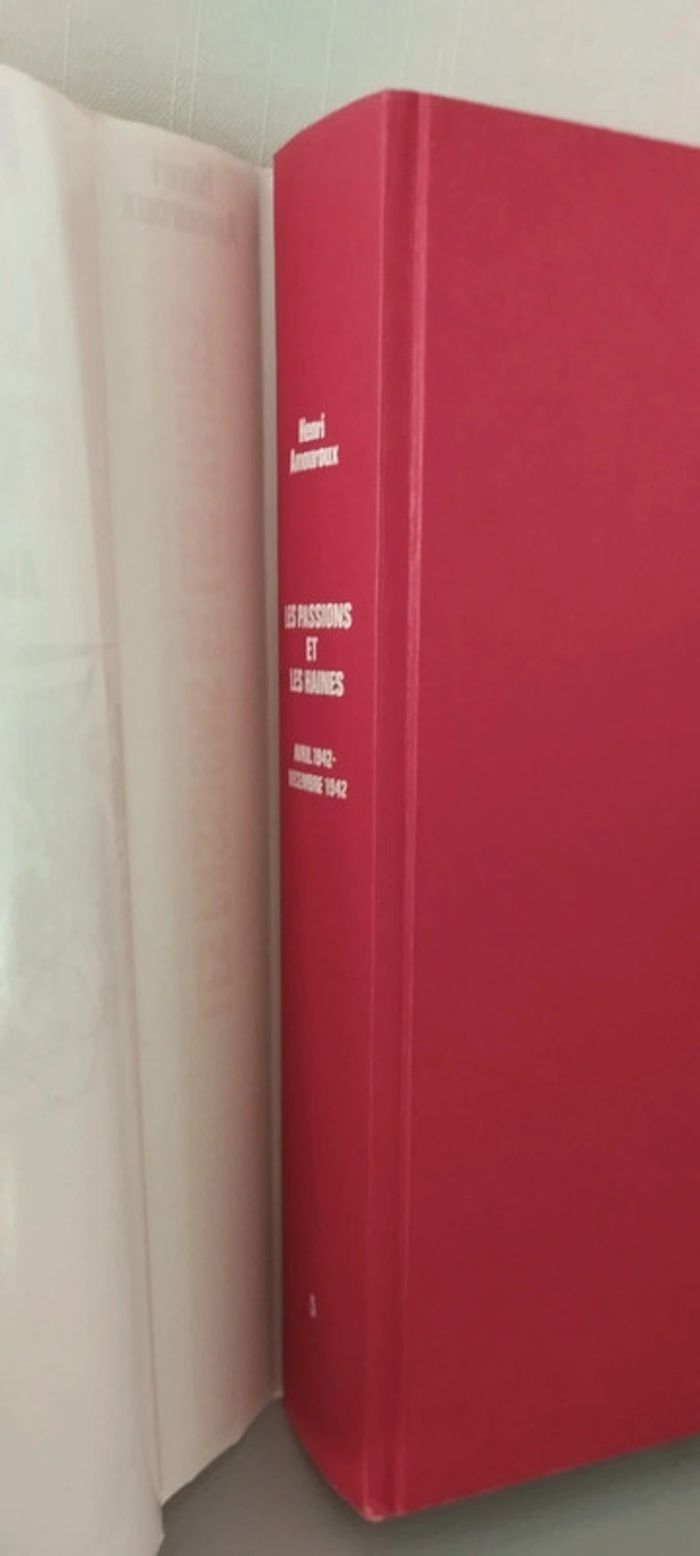 Henri
Amouroux
LES PASSIONS
ET
LES HAINES
AVRIL 1942-
DÉCEMBRE 1942